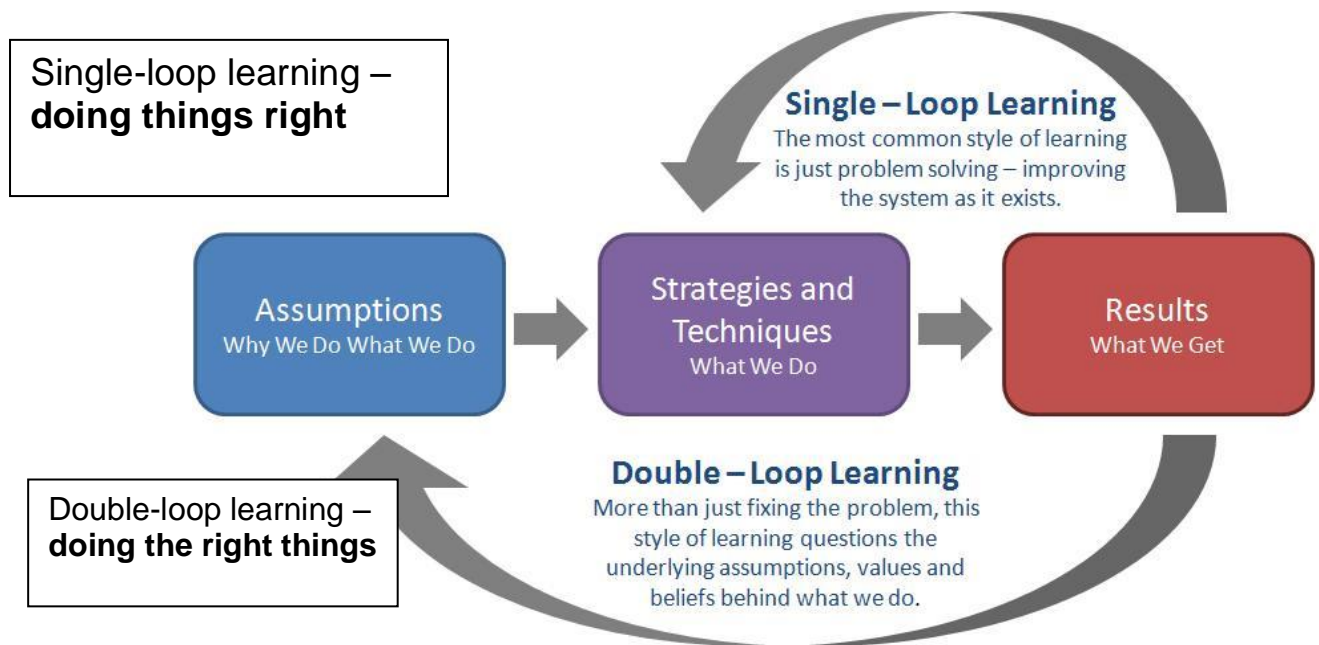 Single-loop learning –
doing things right
Single – Loop Learning
The most common style of learning
is just problem solving – improving
the system as it exists.
Assumptions
Why We Do What We Do
Strategies and
Techniques
What We Do
Results
What We Get
Double-loop learning –
doing the right things
Double – Loop Learning
More than just fixing the problem, this
style of learning questions the
underlying assumptions, values and
beliefs behind what we do.